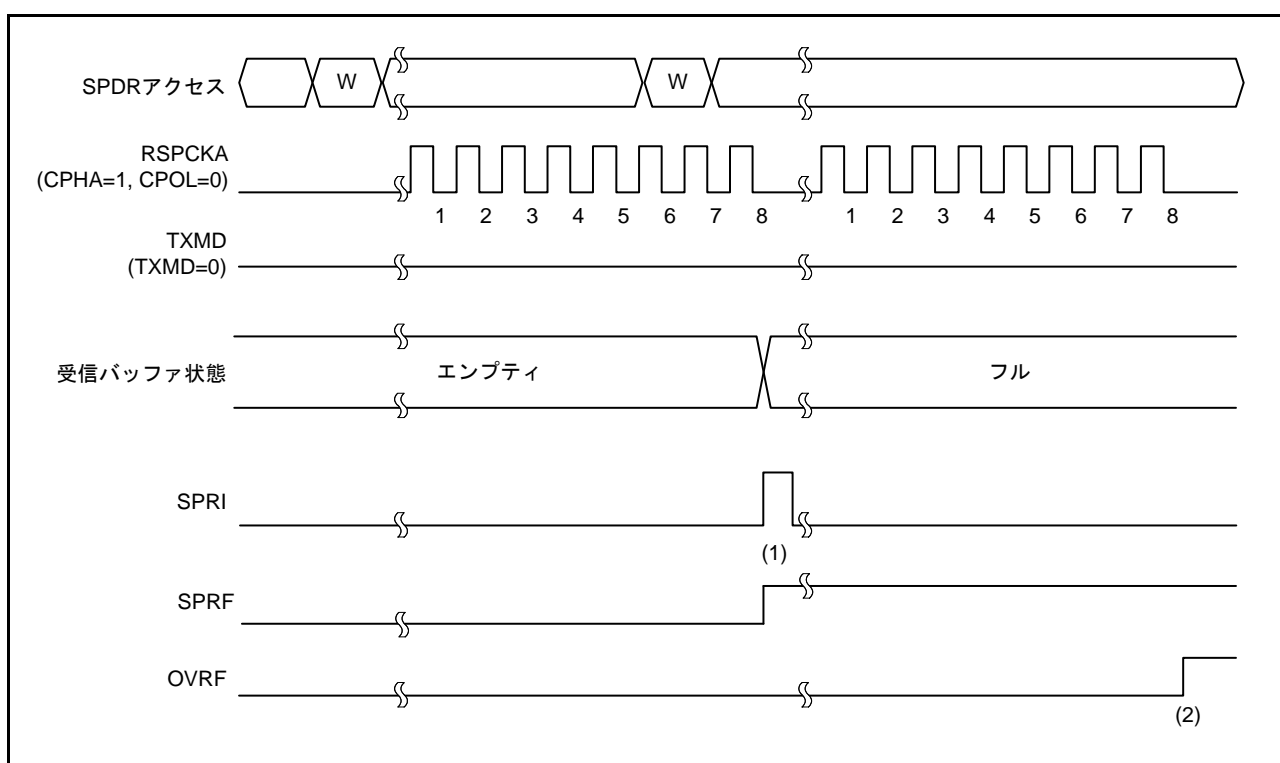 SPDRアクセス
W
W
RSPCKA
(CPHA=1, CPOL=0)
1 2 3 4 5 6 7 8 1 2 3 4 5 6 7 8
TXMD
(TXMD=0)
受信バッファ状態
エンプティ
フル
SPRI
(1)
SPRF
OVRF
(2)